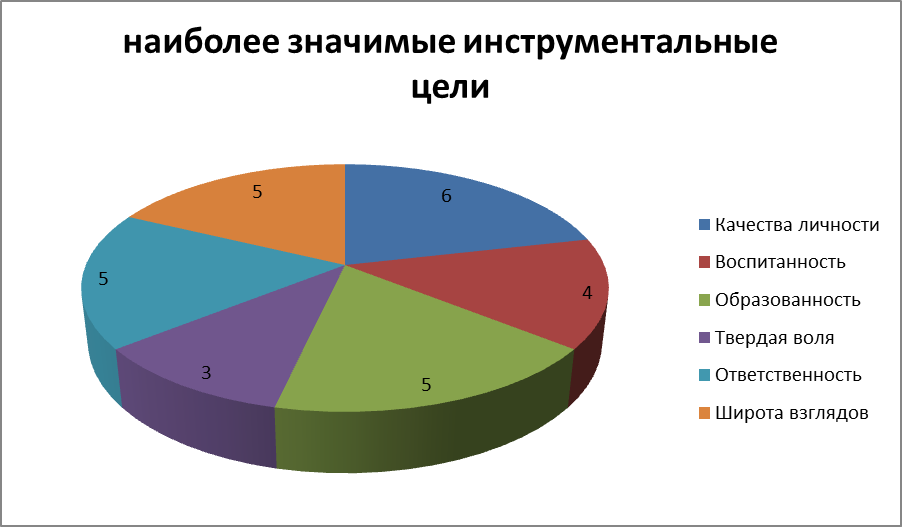 наиболее значимые инструментальные
цели
5
6
5
4
3
5
Качества личности
Воспитанность
Образованность
Твердая воля
Ответственность
Широта взглядов